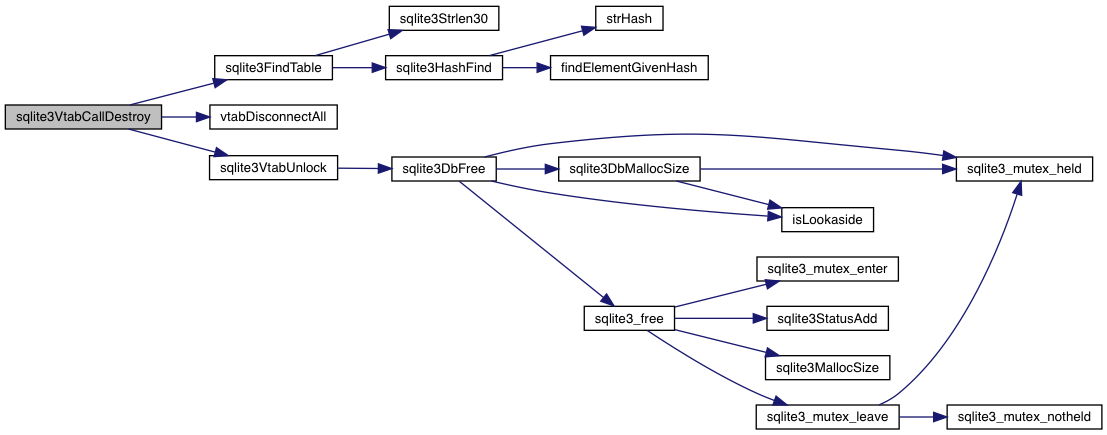 sqlite3Strlen30
strHash
sqlite3FindTable
sqlite3HashFind
findElementGivenHash
sqlite3VtabCallDestroy
vtabDisconnectAll
sqlite3VtabUnlock
sqlite3DbFree
sqlite3DbMallocSize
sqlite3_mutex_held
isLookaside
sqlite3_mutex_enter
sqlite3_free
sqlite3StatusAdd
sqlite3MallocSize
sqlite3_mutex_leave
sqlite3_mutex_notheld